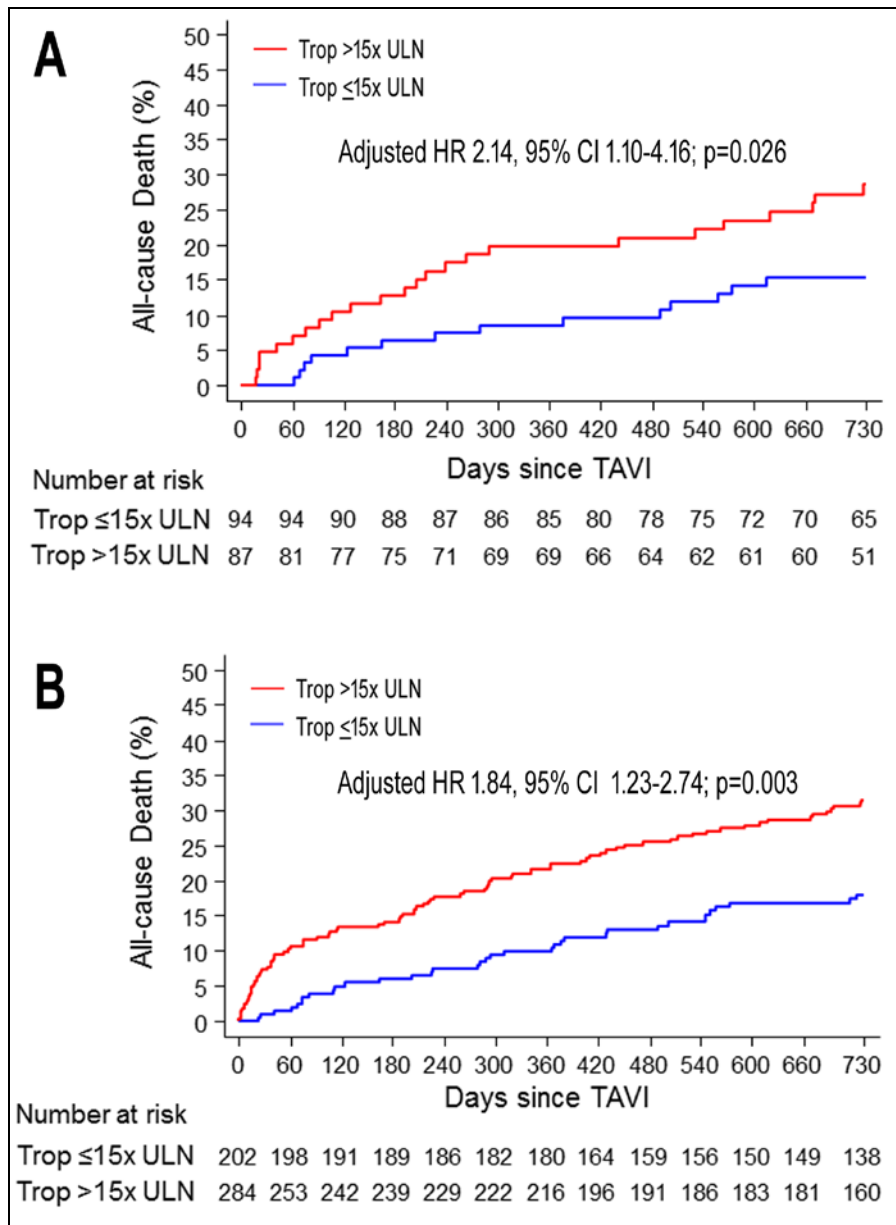 A
50
45
40
35
30
25
20
15
10
5
0
All-cause Death (%)
Trop >15x ULN
Trop ≤15x ULN
Adjusted HR 2.14, 95% CI 1.10-4.16; p=0.026
0 60 120 180 240 300 360 420 480 540 600 660 730
Days since TAVI
Number at risk
Trop ≤15x ULN 94 94 90 88 87 86 85 80 78 75 72 70 65
Trop >15x ULN 87 81 77 75 71 69 69 66 64 62 61 60 51
B
50
45
40
35
30
25
20
15
10
5
0
All-cause Death (%)
Trop >15x ULN
Trop ≤15x ULN
Adjusted HR 1.84, 95% CI 1.23-2.74; p=0.003
0 60 120 180 240 300 360 420 480 540 600 660 730
Days since TAVI
Number at risk
Trop ≤15x ULN 202 198 191 189 186 182 180 164 159 156 150 149 138
Trop >15x ULN 284 253 242 239 229 222 216 196 191 186 183 181 160